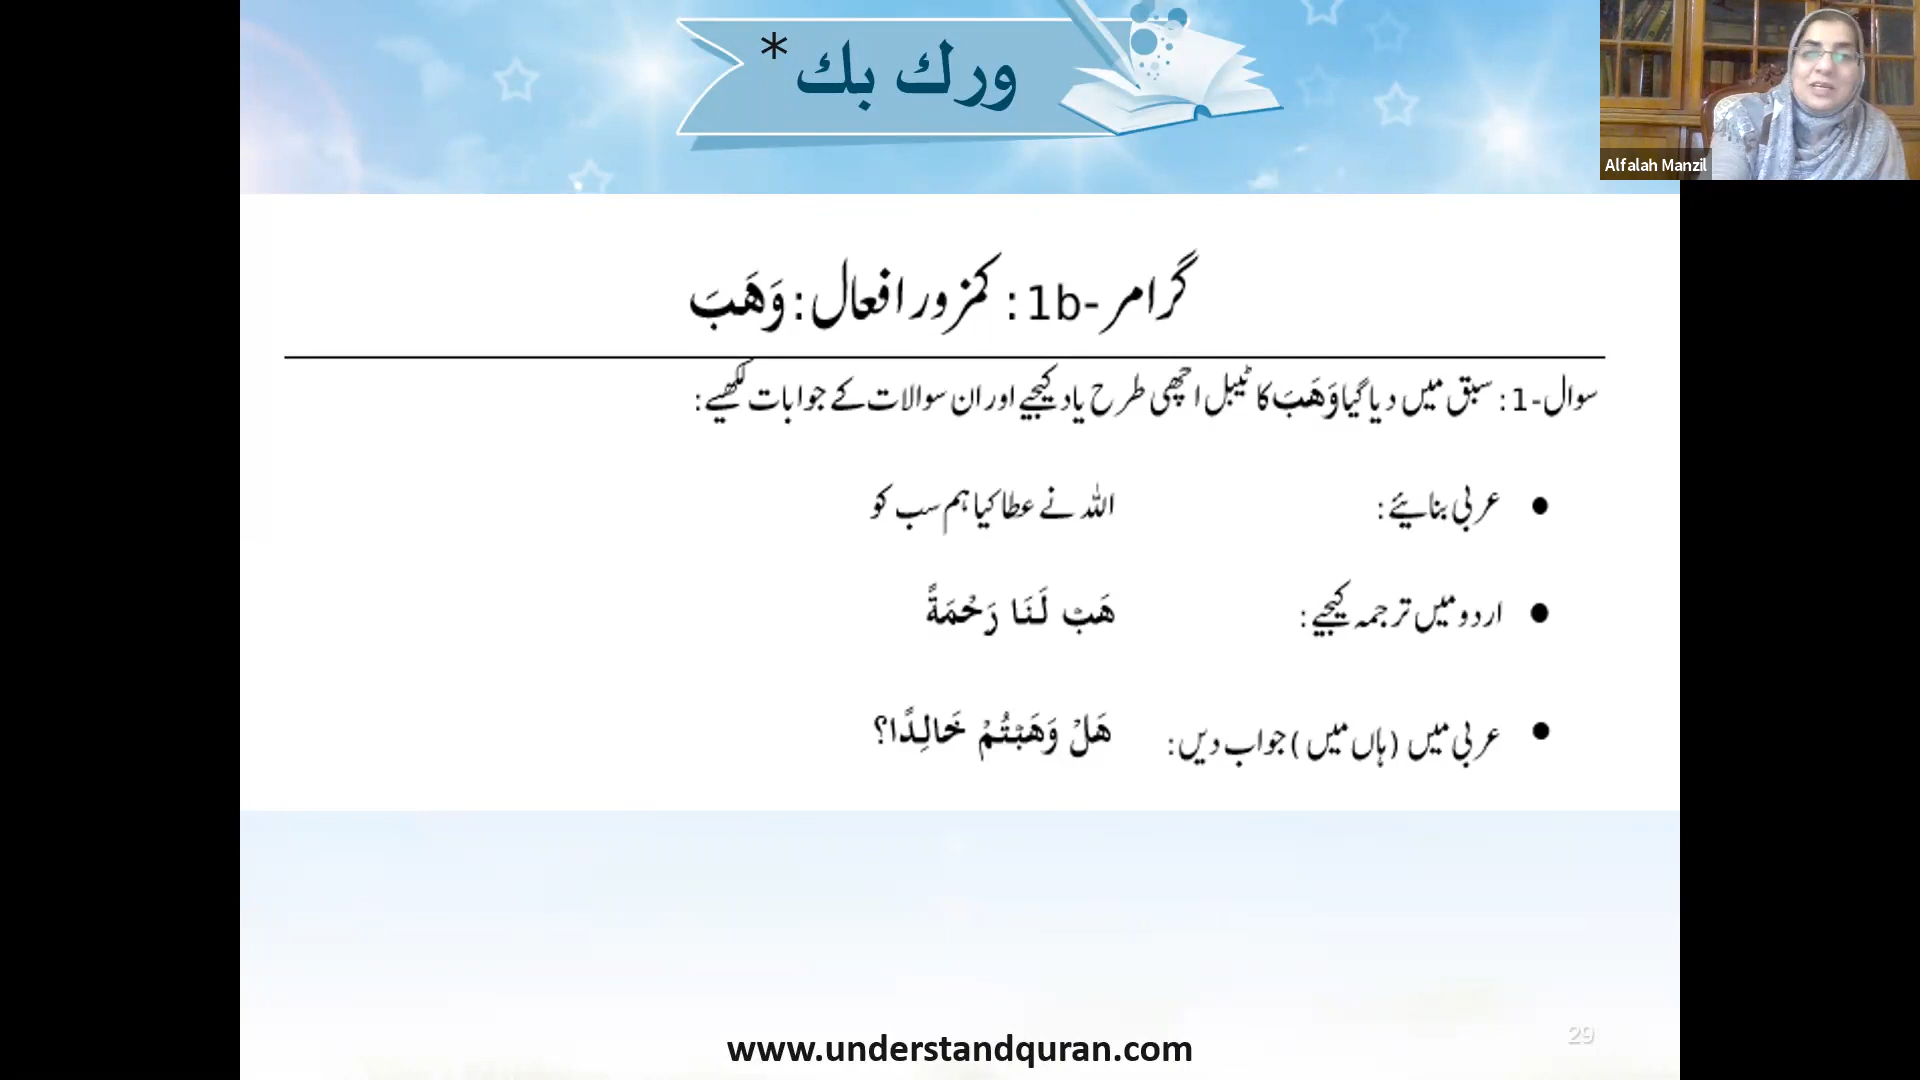 ورك بك*
Alfalah Manzil
گرامر-1b: کمزور افعال: وَهَبَ
سوال-1: سبق میں دیا گیا وَهَبَ کا ٹیبل اچھی طرح یاد کیجیے اور ان سوالات کے جوابات لکھیے:
• عربی بنایئے: اللہ نے عطا کیا ہم سب کو
• اردو میں ترجمہ کیجیے: هَبْ لَنَا رَحْمَةً
• عربی میں (ہاں میں) جواب دیں: هَلْ وَهَبْتُمْ خَالِدًا؟
www.understandquran.com
29